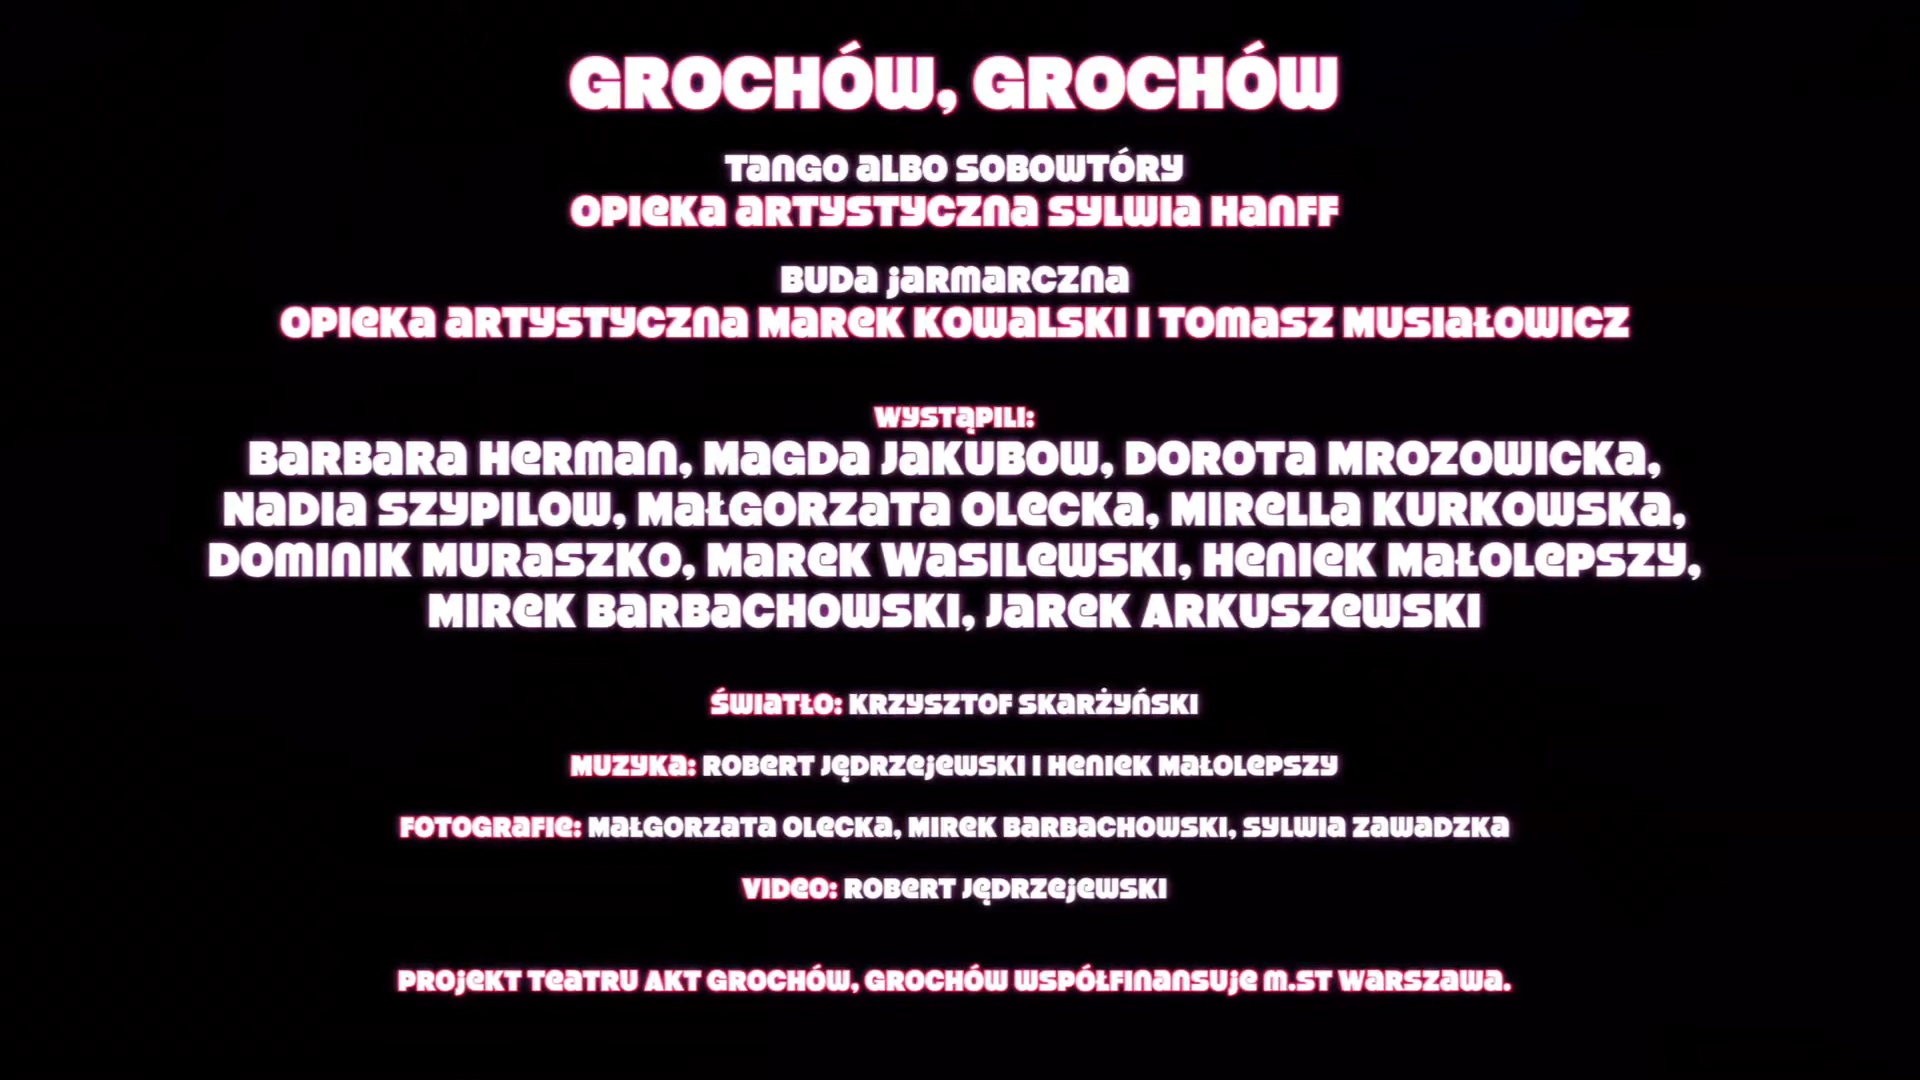 GROCHÓW, GROCHÓW
Tango albo sobowtóry
opieka artystyczna Sylwia Hanff
Buda jarmarczna
opieka artystyczna Marek Kowalski i Tomasz Musiałowicz
wystąpili:
Barbara Herman, Magda Jakubow, Dorota Mrozowicka,
Nadia Szypilow, Małgorzata Olecka, Mirella Kurkowska,
Dominik Muraszko, Marek Wasilewski, Heniek Małolepszy,
Mirek Barbachowski, Jarek Arkuszewski
światło: Krzysztof Skarżyński
muzyka: Robert Jędrzejewski i Heniek Małolepszy
fotografie: Małgorzata Olecka, Mirek Barbachowski, Sylwia Zawadzka
video: Robert Jędrzejewski
Projekt Teatru AKT GROCHÓW, GROCHÓW współfinansuje m.st Warszawa.